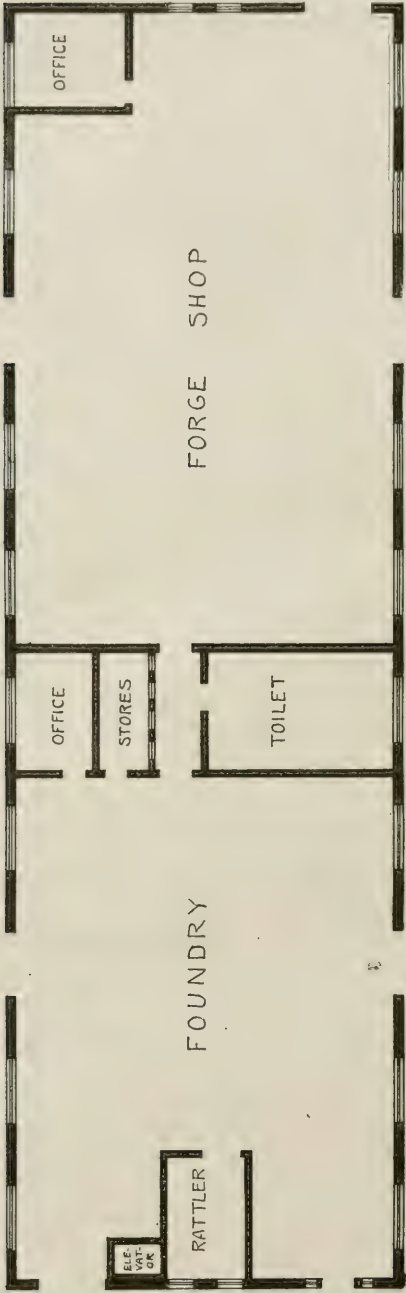 OFFICE
FORGE SHOP
OFFICE
STORES
TOILET
FOUNDRY
RATTLER
ELE-
VAT-
OR